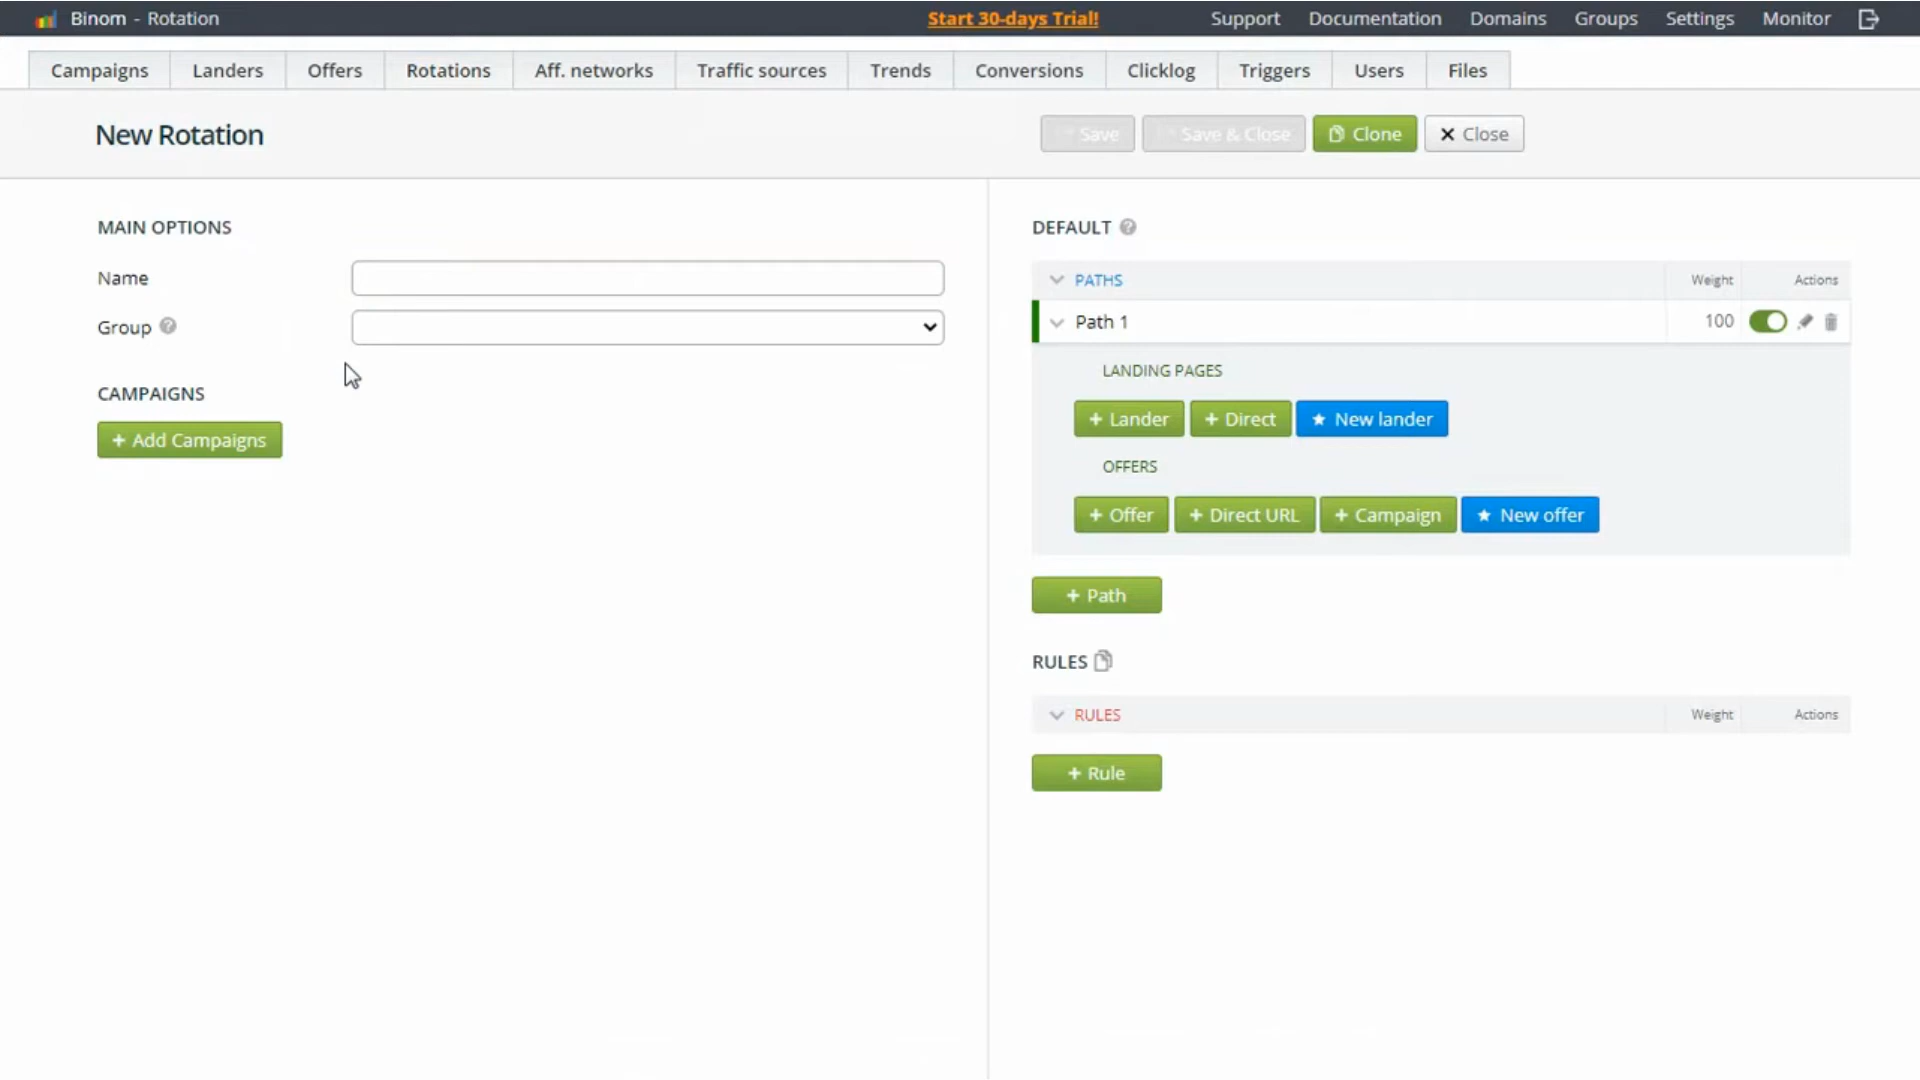 Binom - Rotation Start 30-days Trial! Support Documentation Domains Groups Settings Monitor
Campaigns Landers Offers Rotations Aff. networks Traffic sources Trends Conversions Clicklog Triggers Users Files
New Rotation
Save Save & Close Clone Close
MAIN OPTIONS
Name
Group
CAMPAIGNS
+ Add Campaigns
DEFAULT
PATHS Weight Actions
Path 1 100
LANDING PAGES
+ Lander + Direct ★ New lander
OFFERS
+ Offer + Direct URL + Campaign ★ New offer
+ Path
RULES
RULES Weight Actions
+ Rule